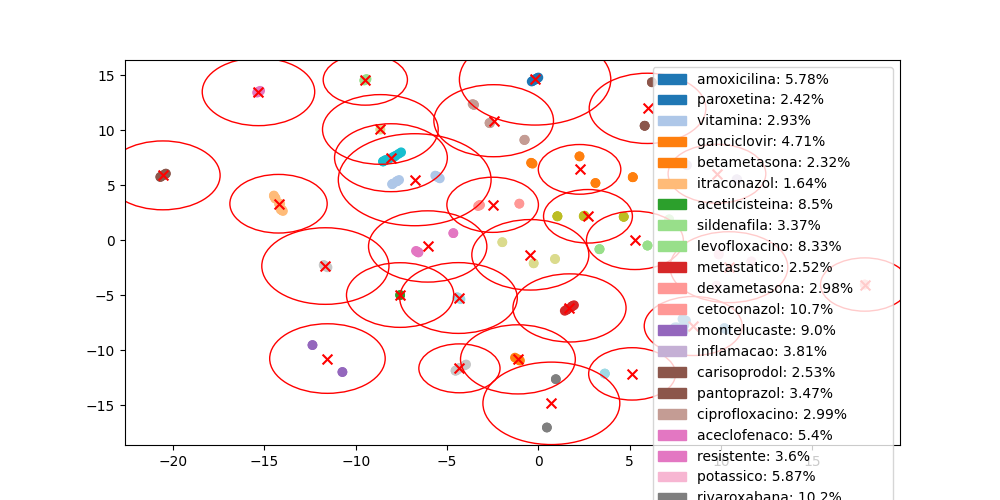 15
10
5
0
−5
−10
−15
−20
−15
−10
−5
0
5
10
15
amoxicilina: 5.78%
paroxetina: 2.42%
vitamina: 2.93%
ganciclovir: 4.71%
betametasona: 2.32%
itraconazol: 1.64%
acetilcisteina: 8.5%
sildenafila: 3.37%
levofloxacino: 8.33%
metastatico: 2.52%
dexametasona: 2.98%
cetoconazol: 10.7%
montelucaste: 9.0%
inflamacao: 3.81%
carisoprodol: 2.53%
pantoprazol: 3.47%
ciprofloxacino: 2.99%
aceclofenaco: 5.4%
resistente: 3.6%
potassico: 5.87%
rivaroxabana: 10.2%